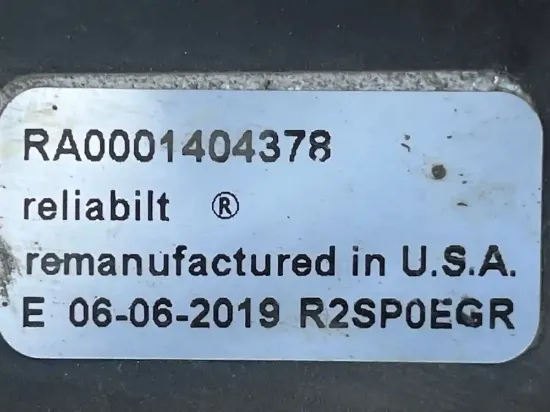 RA0001404378
reliabilt ®
remanufactured in U.S.A.
E 06-06-2019 R2SP0EGR